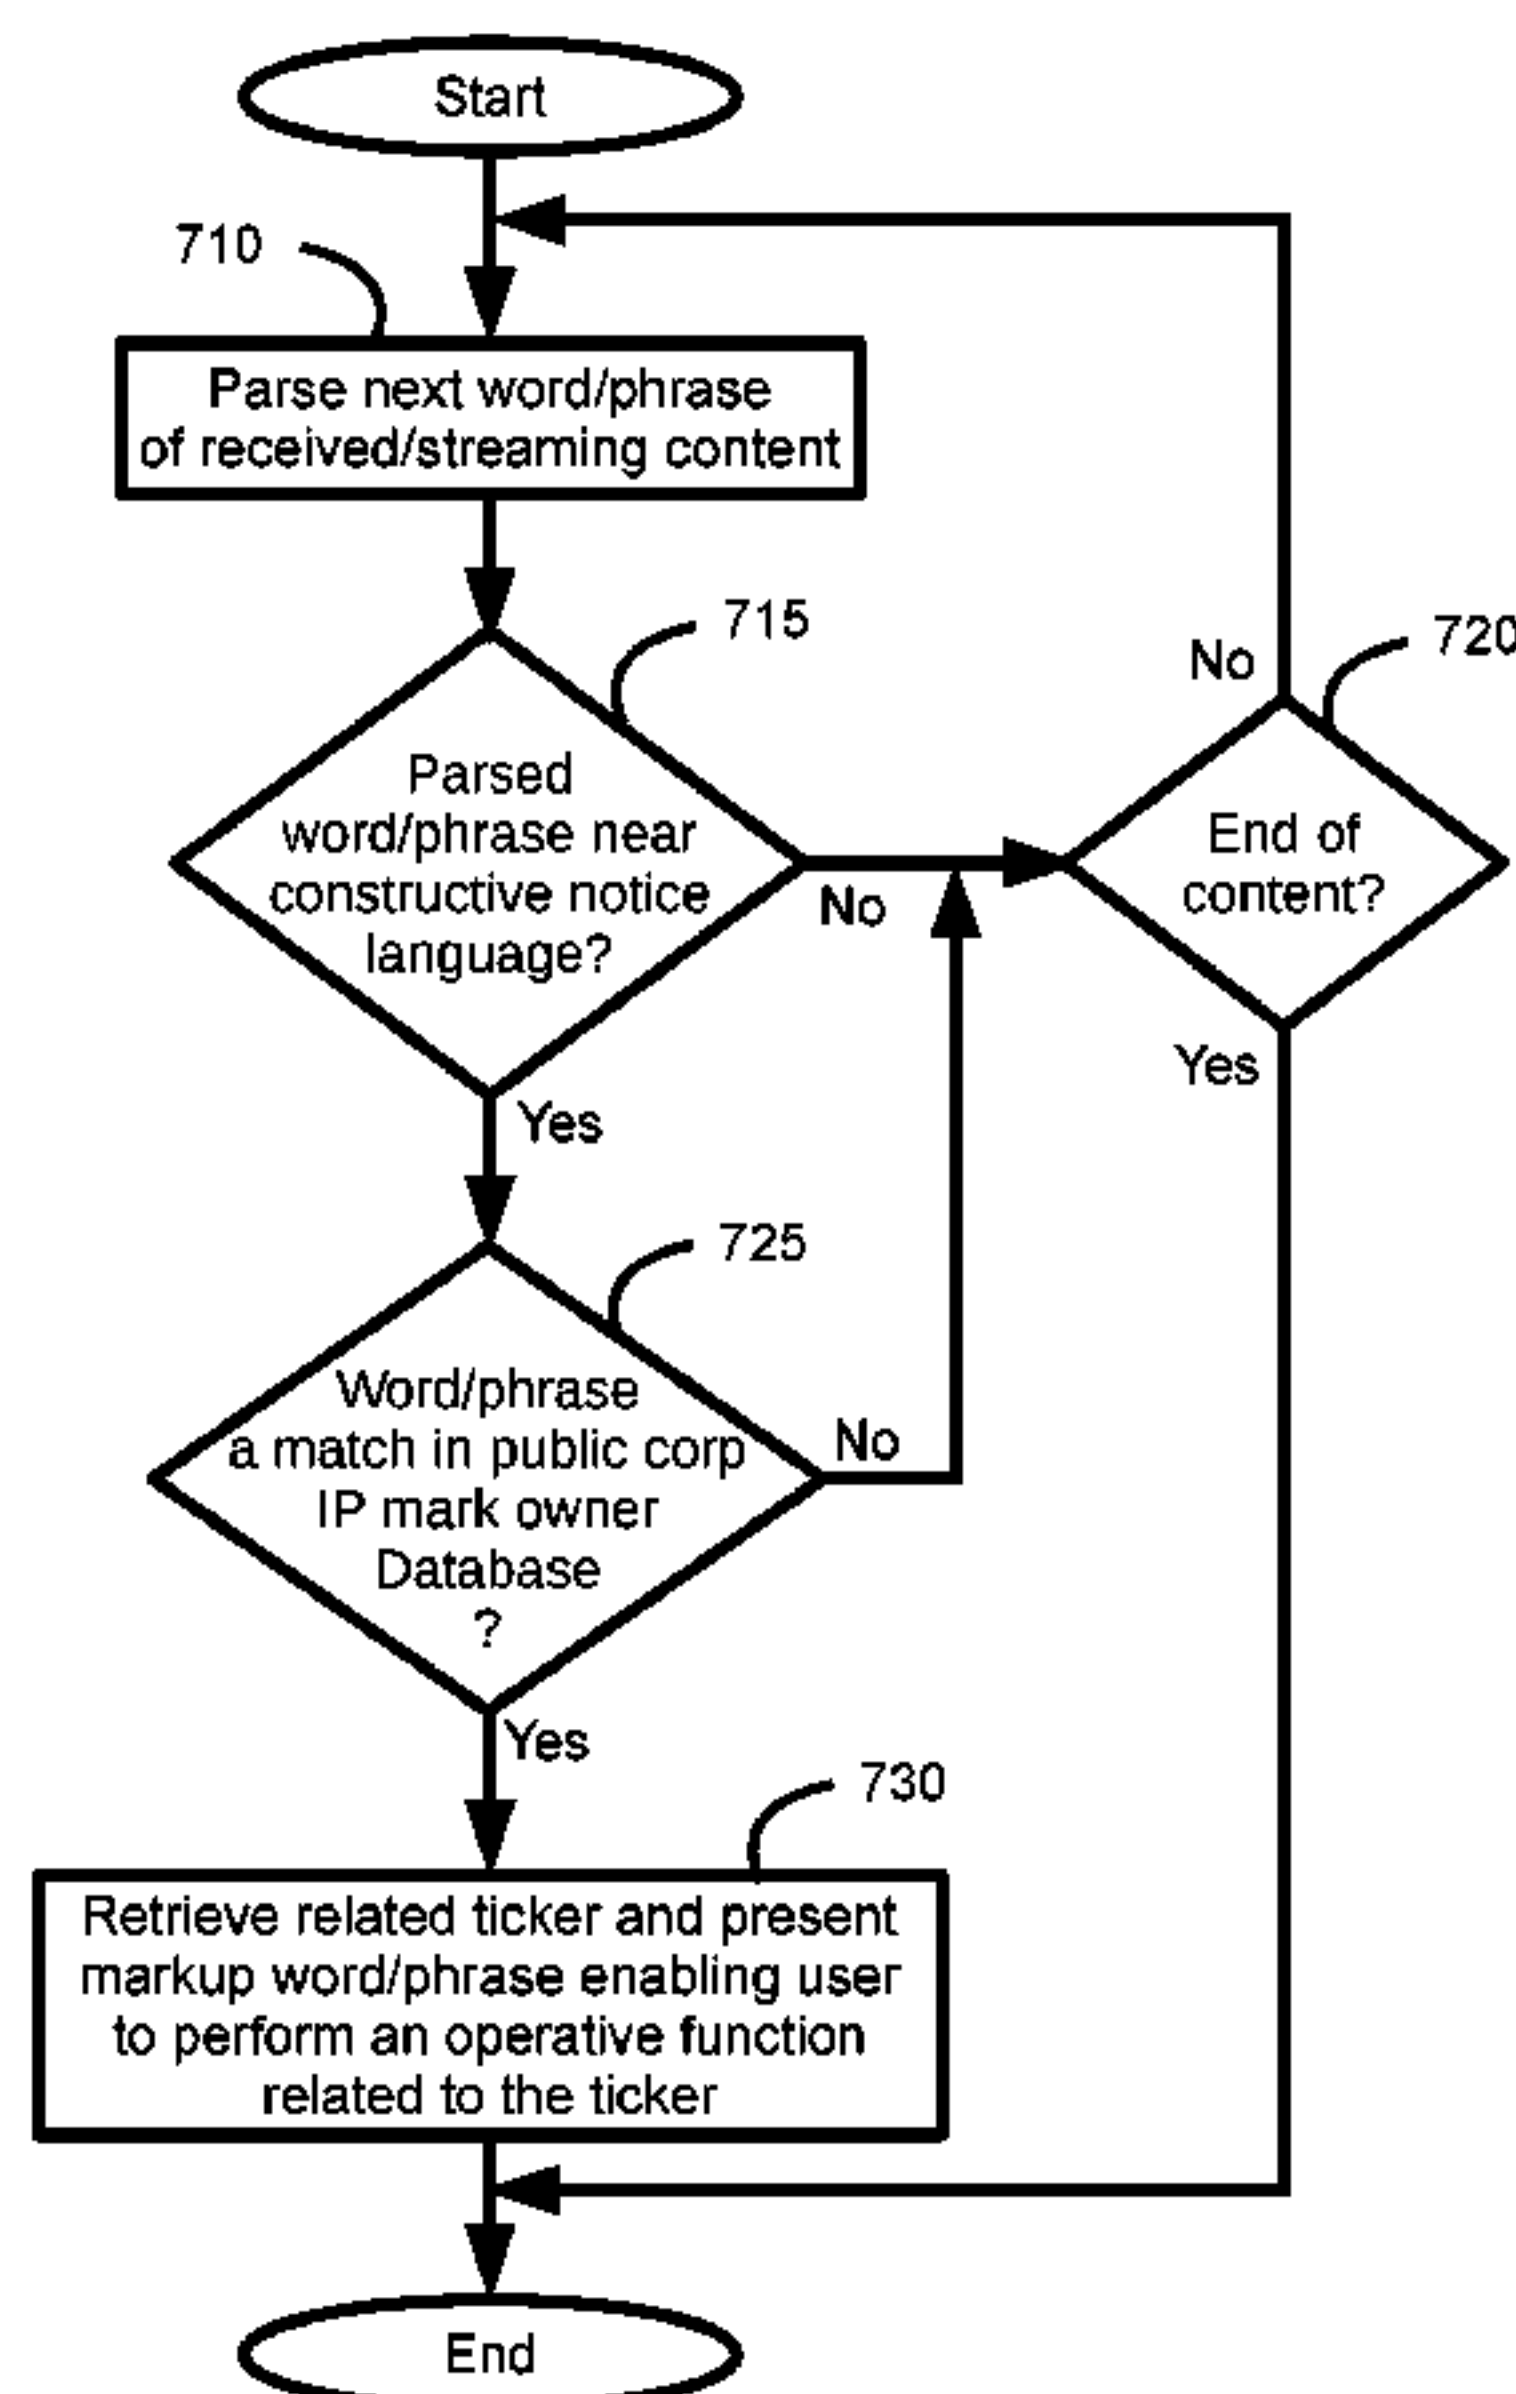 Start
710
Parse next word/phrase
of received/streaming content
715
Parsed
word/phrase near
constructive notice
language?
No
Yes
720
No
End of
content?
Yes
725
Word/phrase
a match in public corp
IP mark owner
Database
?
No
Yes
730
Retrieve related ticker and present
markup word/phrase enabling user
to perform an operative function
related to the ticker
End